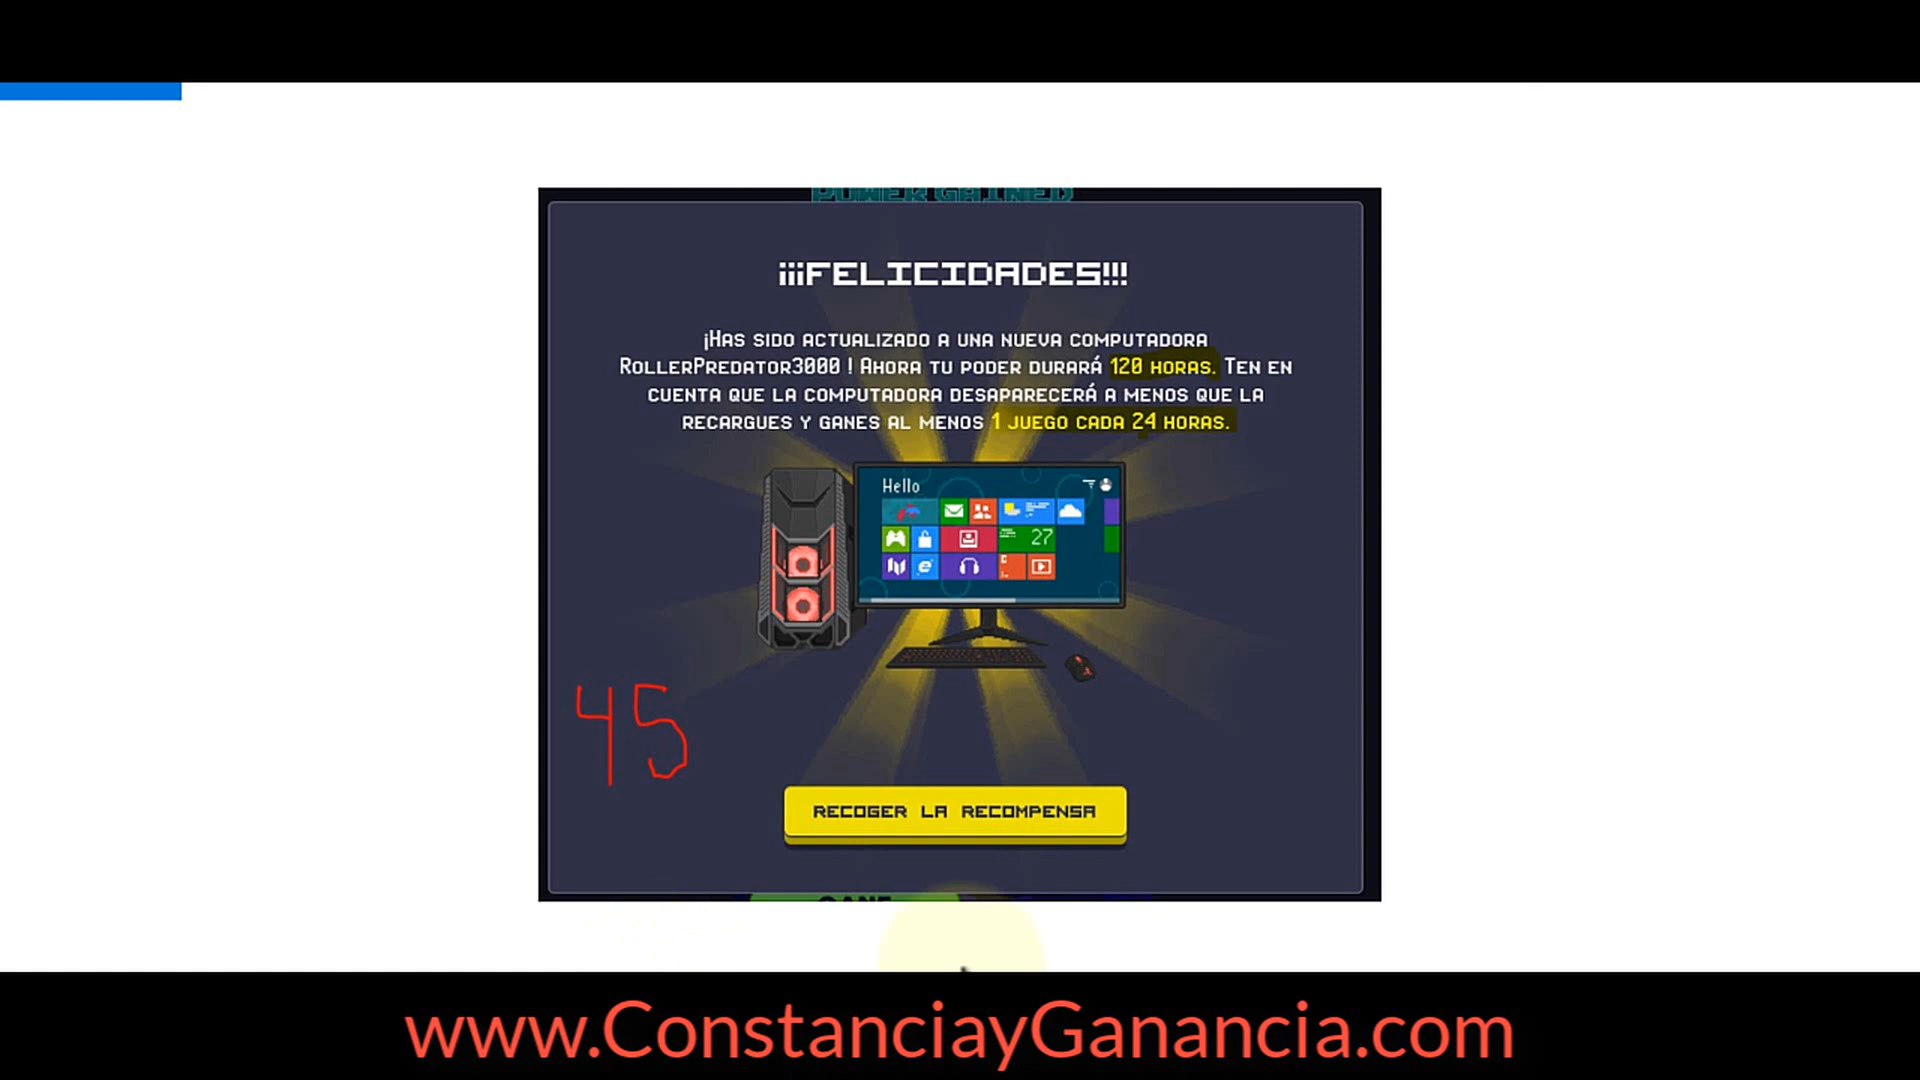 POWER GAINED
¡¡¡FELICIDADES!!!
¡HAS SIDO ACTUALIZADO A UNA NUEVA COMPUTADORA
ROLLERPREDATOR3000 ! AHORA TU PODER DURARÁ 120 HORAS. TEN EN
CUENTA QUE LA COMPUTADORA DESAPARECERÁ A MENOS QUE LA
RECARGUES Y GANES AL MENOS 1 JUEGO CADA 24 HORAS.
Hello
27
45
RECOGER LA RECOMPENSA
www.ConstanciayGanancia.com